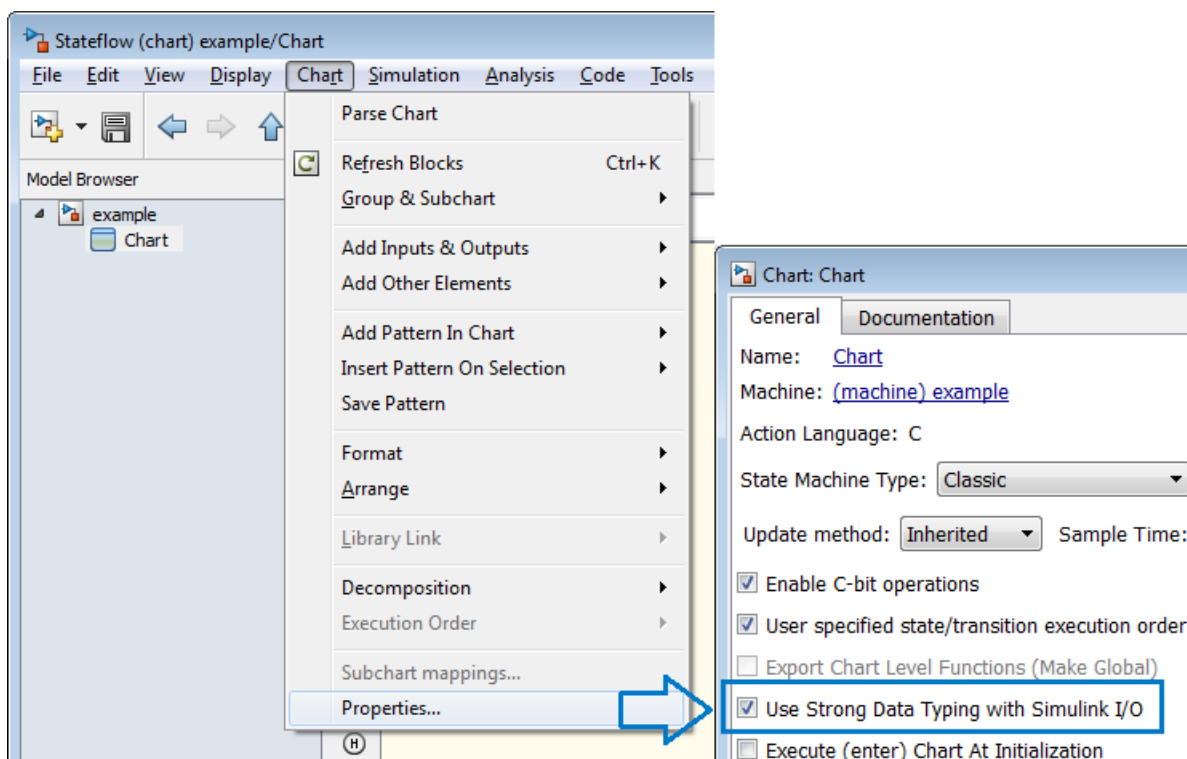 Stateflow (chart) example/Chart
File Edit View Display Chart Simulation Analysis Code Tools
Parse Chart
Refresh Blocks Ctrl+K
Group & Subchart
Add Inputs & Outputs
Add Other Elements
Add Pattern In Chart
Insert Pattern On Selection
Save Pattern
Format
Arrange
Library Link
Decomposition
Execution Order
Subchart mappings...
Properties...
H
Model Browser
example
Chart
Chart: Chart
General Documentation
Name: Chart
Machine: (machine) example
Action Language: C
State Machine Type: Classic
Update method: Inherited Sample Time:
Enable C-bit operations
User specified state/transition execution order
Export Chart Level Functions (Make Global)
Use Strong Data Typing with Simulink I/O
Execute (enter) Chart At Initialization